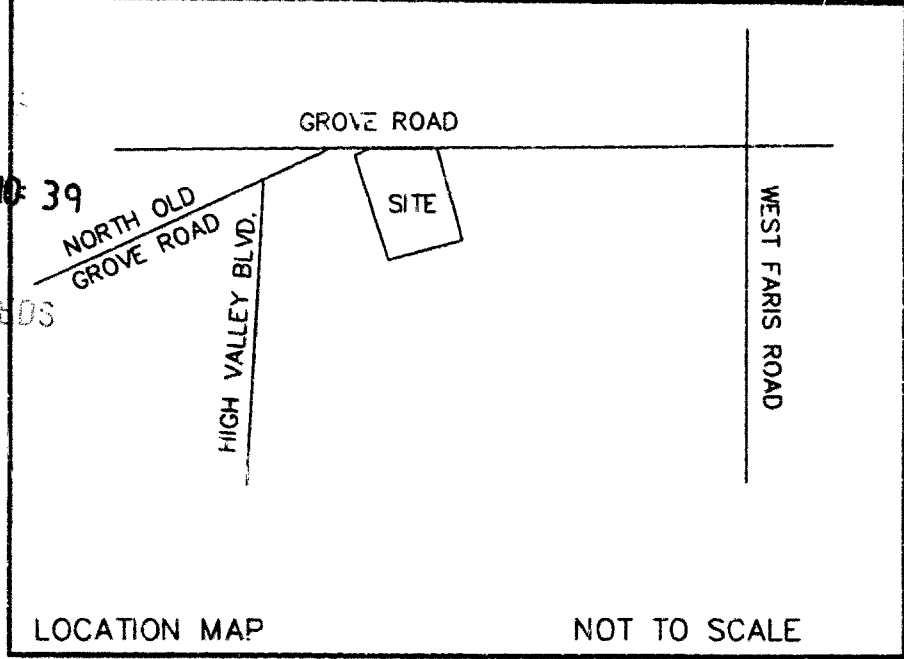 GROVE ROAD
10:39
NORTH OLD
GROVE ROAD
SITE
HIGH VALLEY BLVD.
WEST FARIS ROAD
LOCATION MAP
NOT TO SCALE